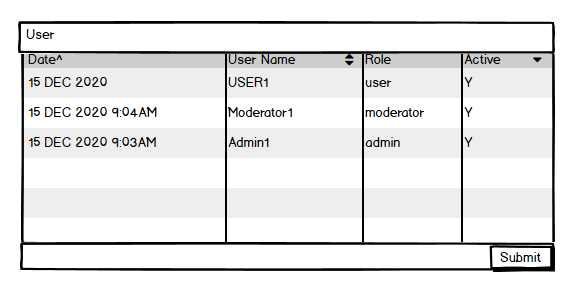 User
Date^ User Name Role Active
15 DEC 2020 USER1 user Y
15 DEC 2020 9:04AM Moderator1 moderator Y
15 DEC 2020 9:03AM Admin1 admin Y
Submit